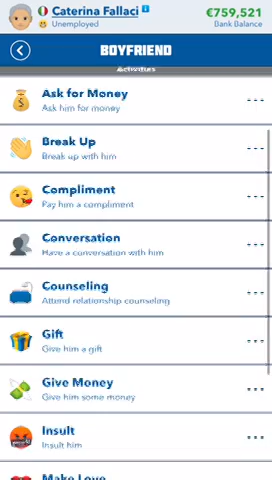 Caterina Fallaci
€759,521
Unemployed
Bank Balance
BOYFRIEND
Activities
Ask for Money
Ask him for money
Break Up
Break up with him
Compliment
Pay him a compliment
Conversation
Have a conversation with him
Counseling
Attend relationship counseling
Gift
Give him a gift
Give Money
Give him some money
Insult
Insult him
Make Love